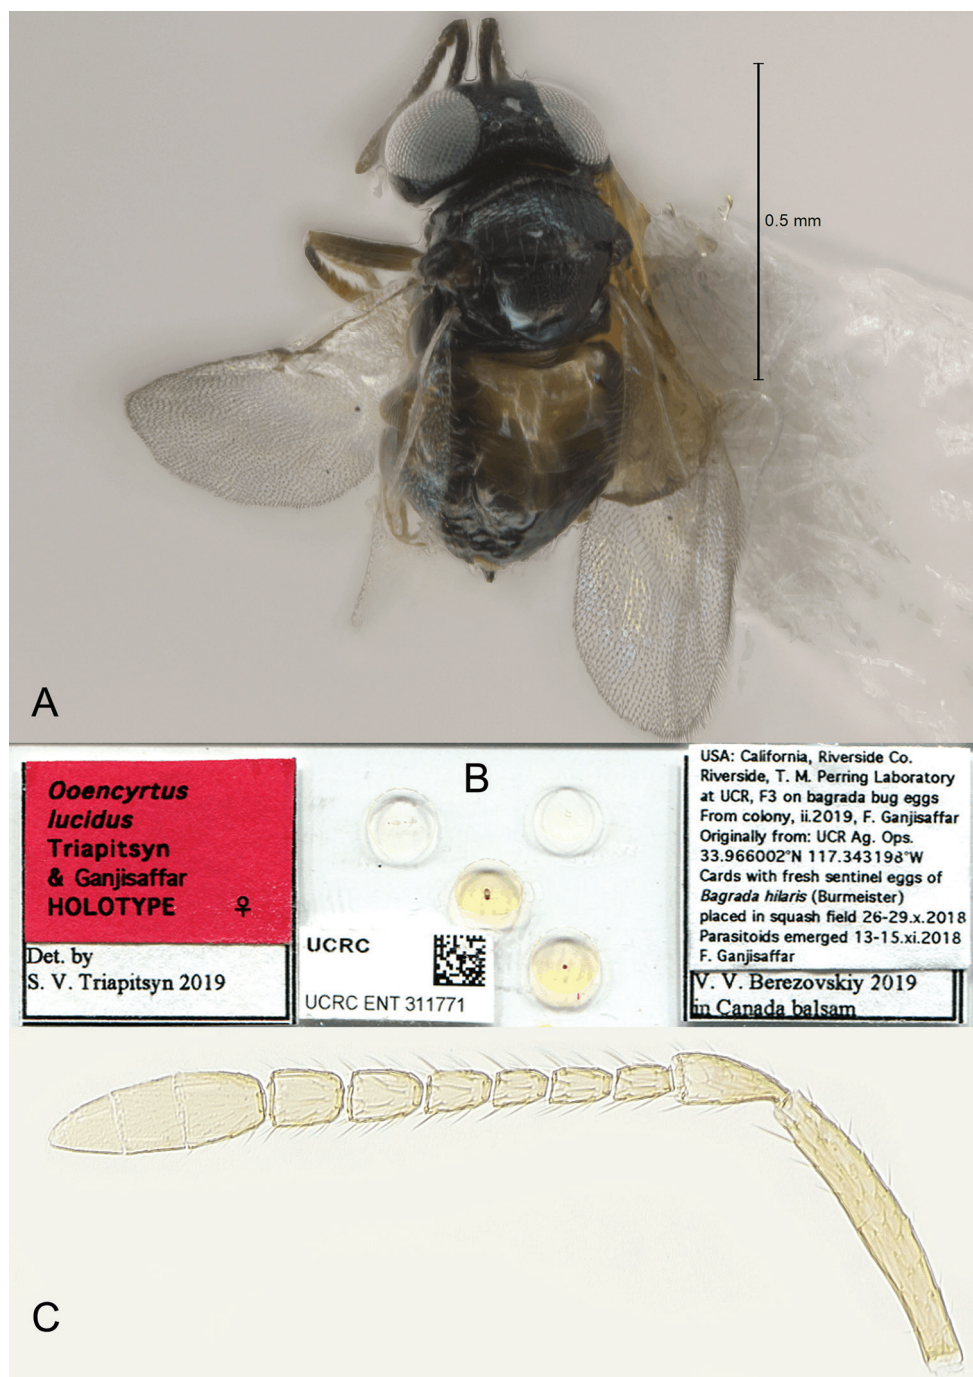 0.5 mm
A
B
Ooencyrtus
lucidus
Triapitsyn
& Ganjisaffar
HOLOTYPE ♀
Det. by
S. V. Triapitsyn 2019
UCRC
UCRC ENT 311771
USA: California, Riverside Co.
Riverside, T. M. Perring Laboratory
at UCR, F3 on bagrada bug eggs
From colony, ii.2019, F. Ganjisaffar
Originally from: UCR Ag. Ops.
33.966002°N 117.343198°W
Cards with fresh sentinel eggs of
Bagrada hilaris (Burmeister)
placed in squash field 26-29.x.2018
Parasitoids emerged 13-15.xi.2018
F. Ganjisaffar
V. V. Berezovskiy 2019
in Canada balsam
C